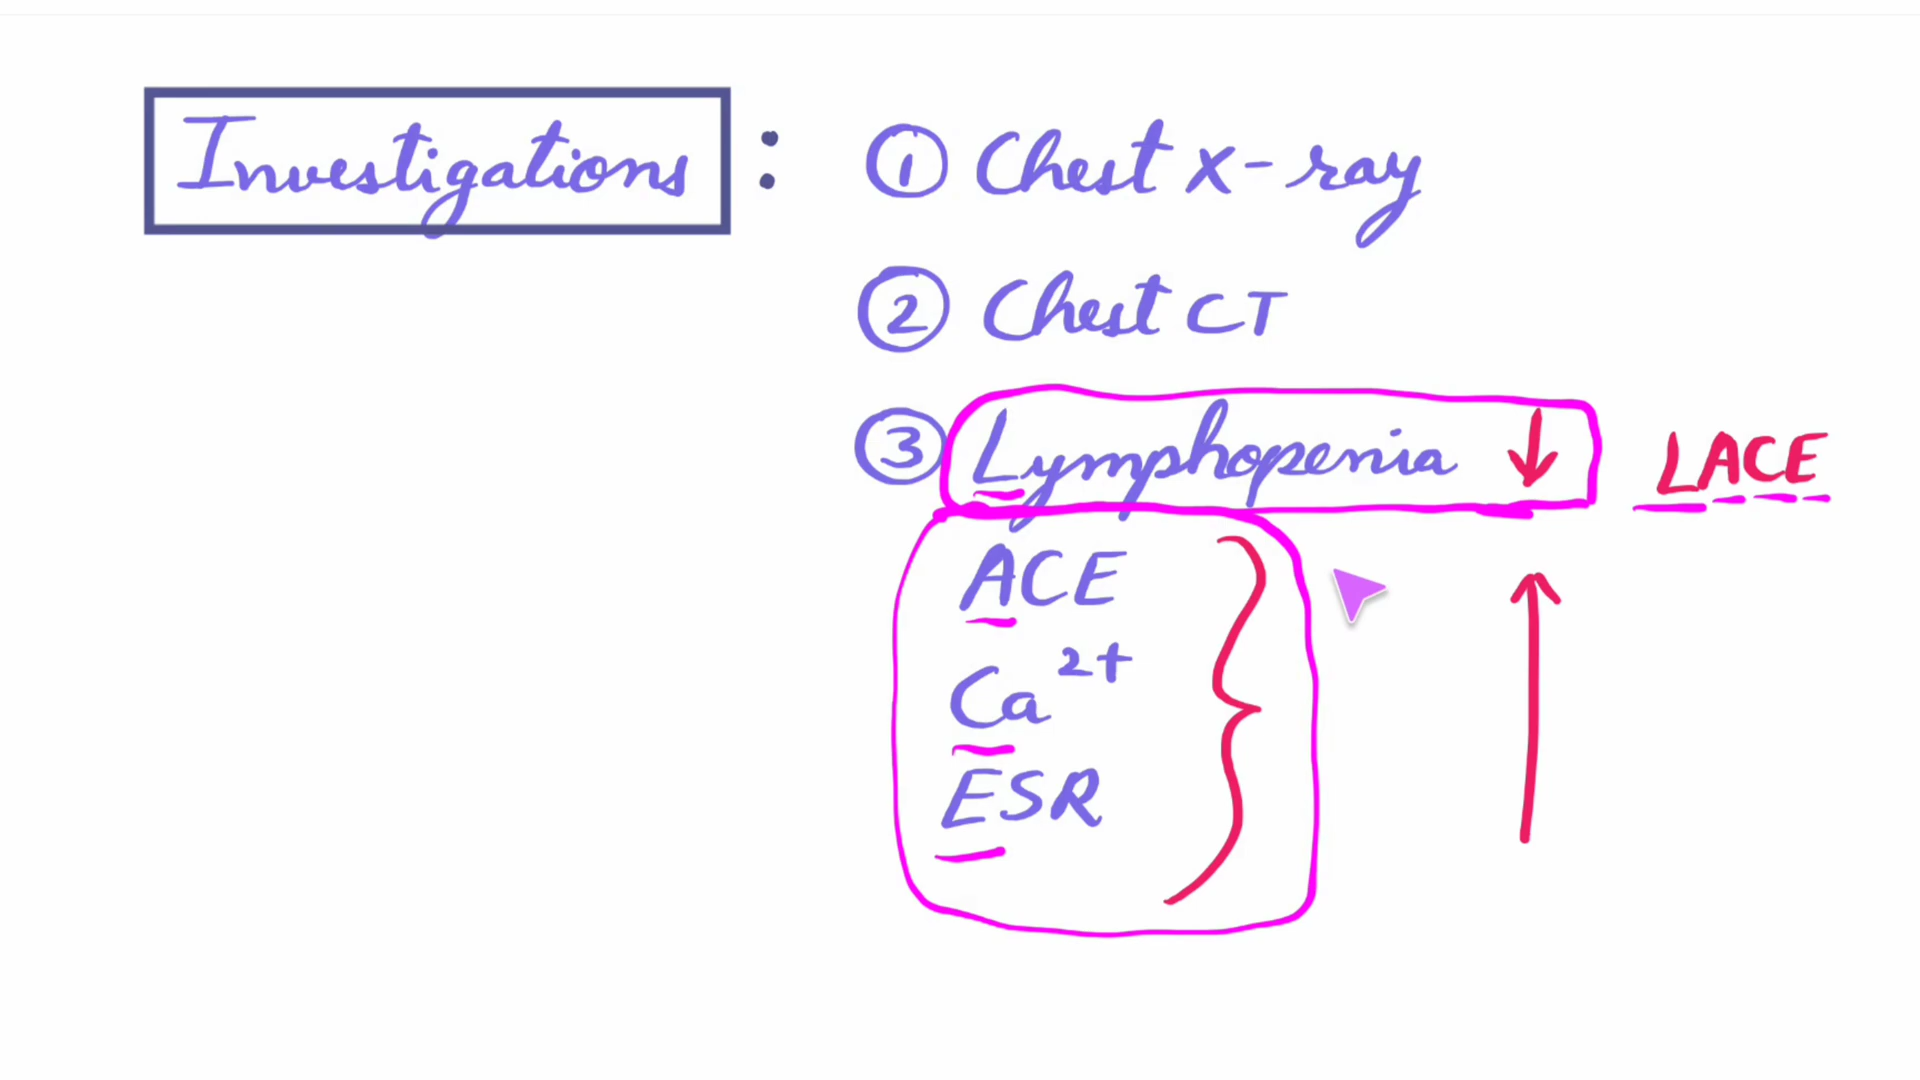 Investigations : ① Chest X-ray
② Chest CT
③ Lymphopenia ↓ LACE
ACE
Ca²⁺
ESR